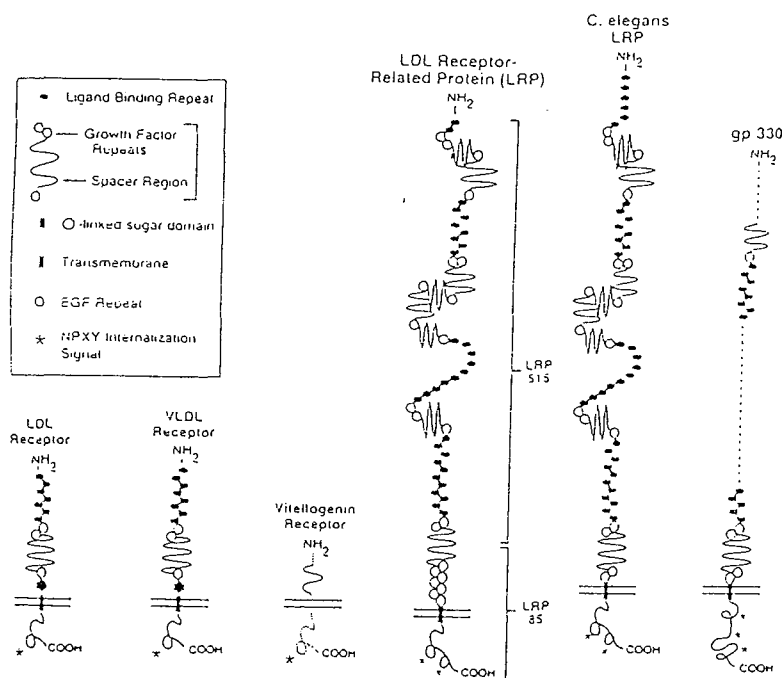 C. elegans
LRP
NH2
LDL Receptor-
Related Protein (LRP)
NH2
gp 330
NH2
Ligand Binding Repeat
Growth Factor
Repeats
Spacer Region
O-linked sugar domain
Transmembrane
EGF Repeat
* NPXY Internalization
Signal
LRP
515
LDL
Receptor
NH2
VLDL
Receptor
NH2
Vitellogenin
Receptor
NH2
LRP
85
* COOH
* COOH
* COOH
* * COOH
* * COOH
* * * COOH